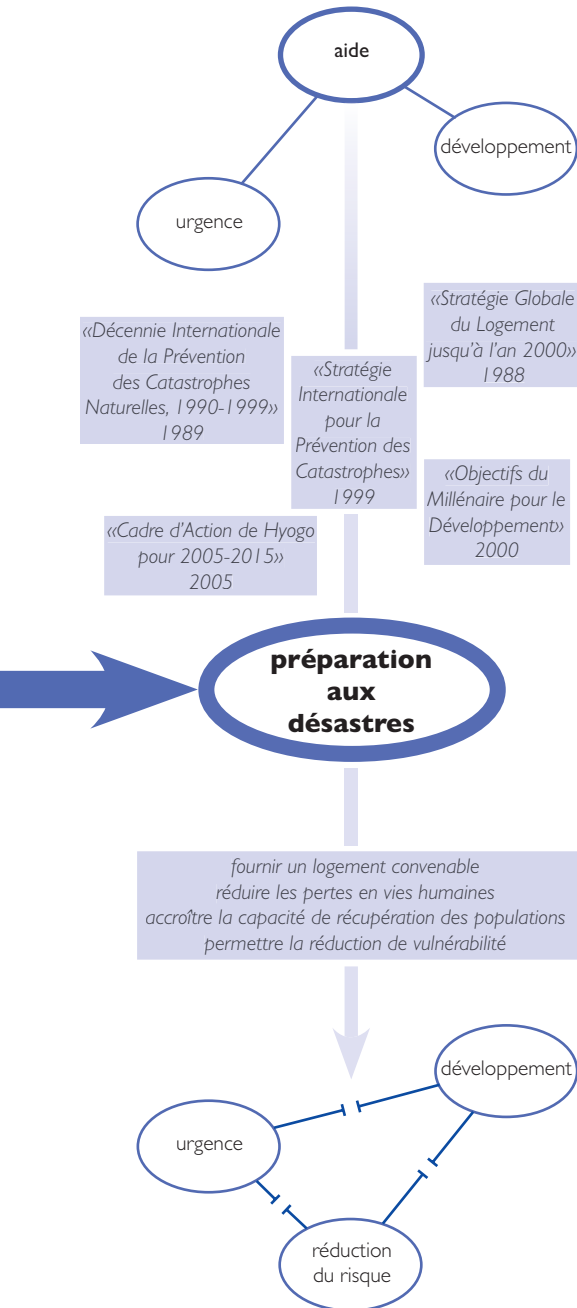 aide
développement
urgence
«Stratégie Globale
du Logement
jusqu'à l'an 2000»
1988
«Décennie Internationale
de la Prévention
des Catastrophes
Naturelles, 1990-1999»
1989
«Stratégie
Internationale
pour la
Prévention des
Catastrophes»
1999
«Objectifs du
Millénaire pour le
Développement»
2000
«Cadre d'Action de Hyogo
pour 2005-2015»
2005
préparation
aux
désastres
fournir un logement convenable
réduire les pertes en vies humaines
accroître la capacité de récupération des populations
permettre la réduction de vulnérabilité
développement
urgence
réduction
du risque